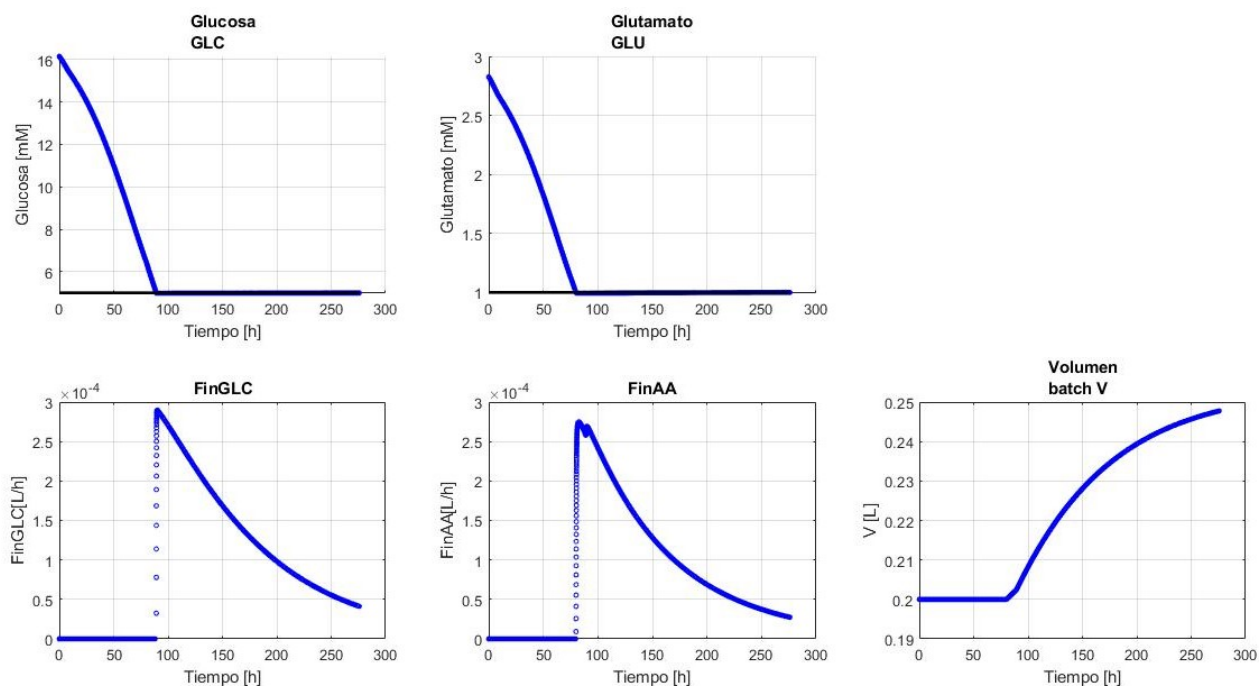 Glucosa
GLC
Glucosa [mM]
16
14
12
10
8
6
0 50 100 150 200 250 300
Tiempo [h]
Glutamato
GLU
Glutamato [mM]
3
2.5
2
1.5
1
0 50 100 150 200 250 300
Tiempo [h]
×10⁻⁴
FinGLC
FinGLC[L/h]
3
2.5
2
1.5
1
0.5
0
0 50 100 150 200 250 300
Tiempo [h]
×10⁻⁴
FinAA
FinAA[L/h]
3
2.5
2
1.5
1
0.5
0
0 50 100 150 200 250 300
Tiempo [h]
Volumen
batch V
V [L]
0.25
0.24
0.23
0.22
0.21
0.2
0.19
0 50 100 150 200 250 300
Tiempo [h]